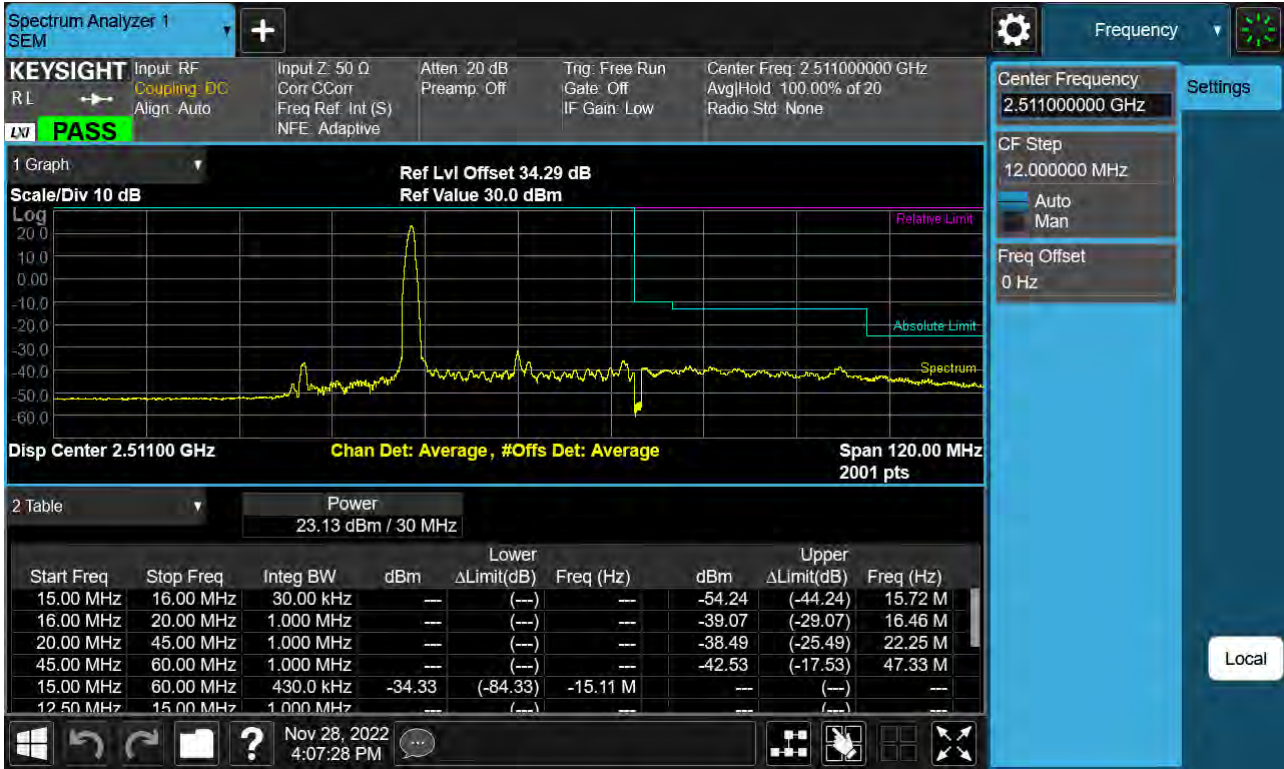 Spectrum Analyzer 1
SEM
Frequency
KEYSIGHT
Input: RF
Coupling: DC
Align: Auto
Input Z: 50 Ω
Corr CCorr
Freq Ref: Int (S)
NFE: Adaptive
Atten: 20 dB
Preamp: Off
Trig: Free Run
Gate: Off
IF Gain: Low
Center Freq: 2.511000000 GHz
Avg|Hold: 100.00% of 20
Radio Std: None
R L
LXI PASS
Center Frequency
2.511000000 GHz
Settings
CF Step
12.000000 MHz
Auto
Man
Freq Offset
0 Hz
Local
1 Graph
Scale/Div 10 dB
Ref Lvl Offset 34.29 dB
Ref Value 30.0 dBm
Log
20.0
10.0
0.00
-10.0
-20.0
-30.0
-40.0
-50.0
-60.0
Relative Limit
Absolute Limit
Spectrum
Disp Center 2.51100 GHz
Chan Det: Average, #Offs Det: Average
Span 120.00 MHz
2001 pts
2 Table
Power
23.13 dBm / 30 MHz
Lower Upper
Start Freq Stop Freq Integ BW dBm ΔLimit(dB) Freq (Hz) dBm ΔLimit(dB) Freq (Hz)
15.00 MHz 16.00 MHz 30.00 kHz --- (---) --- -54.24 (-44.24) 15.72 M
16.00 MHz 20.00 MHz 1.000 MHz --- (---) --- -39.07 (-29.07) 16.46 M
20.00 MHz 45.00 MHz 1.000 MHz --- (---) --- -38.49 (-25.49) 22.25 M
45.00 MHz 60.00 MHz 1.000 MHz --- (---) --- -42.53 (-17.53) 47.33 M
15.00 MHz 60.00 MHz 430.0 kHz -34.33 (-84.33) -15.11 M --- (---) ---
12.50 MHz 15.00 MHz 1.000 MHz --- (---) --- --- (---) ---
Nov 28, 2022
4:07:28 PM